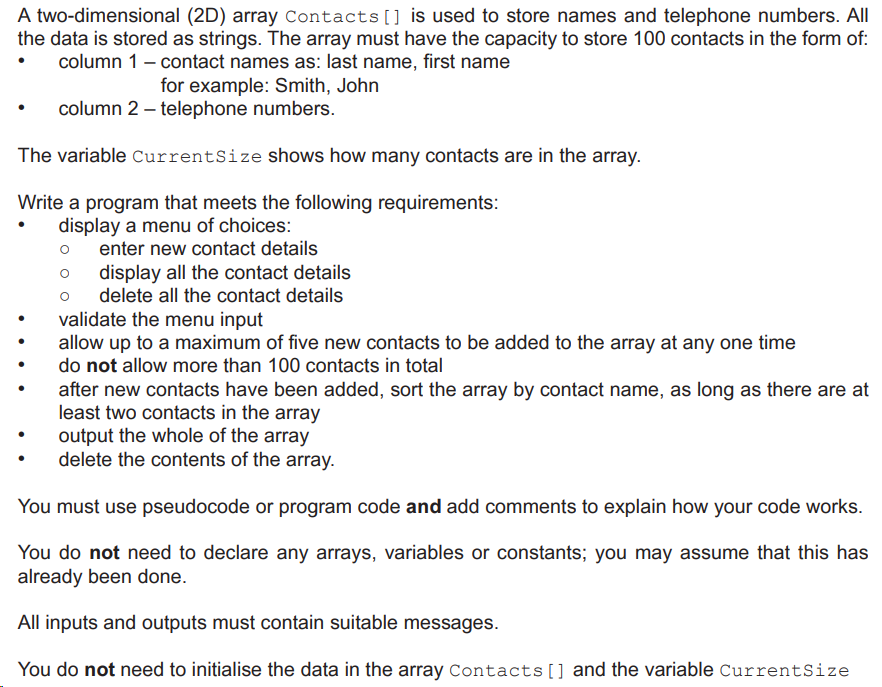 A two-dimensional (2D) array Contacts[] is used to store names and telephone numbers. All
the data is stored as strings. The array must have the capacity to store 100 contacts in the form of:
• column 1 – contact names as: last name, first name
for example: Smith, John
• column 2 – telephone numbers.
The variable CurrentSize shows how many contacts are in the array.
Write a program that meets the following requirements:
• display a menu of choices:
○ enter new contact details
○ display all the contact details
○ delete all the contact details
• validate the menu input
• allow up to a maximum of five new contacts to be added to the array at any one time
• do not allow more than 100 contacts in total
• after new contacts have been added, sort the array by contact name, as long as there are at
least two contacts in the array
• output the whole of the array
• delete the contents of the array.
You must use pseudocode or program code and add comments to explain how your code works.
You do not need to declare any arrays, variables or constants; you may assume that this has
already been done.
All inputs and outputs must contain suitable messages.
You do not need to initialise the data in the array Contacts[] and the variable CurrentSize